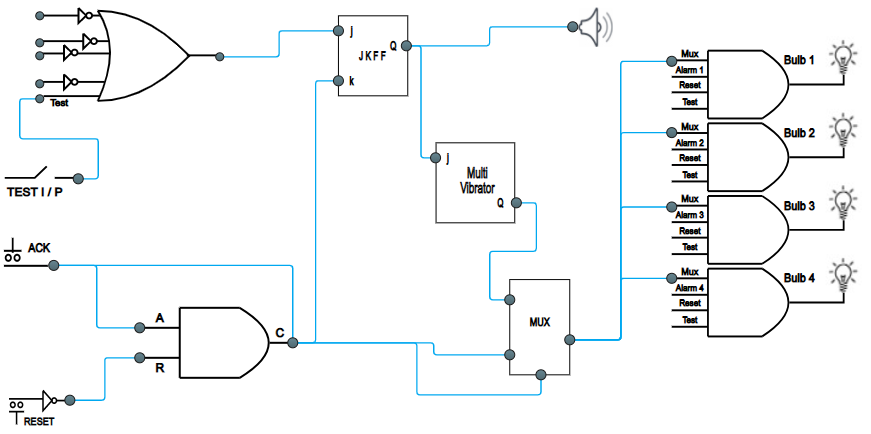 Test
TEST I / P
ACK
A
R
C
RESET
j
Q
JKFF
k
j
Multi
Vibrator
Q
MUX
Mux
Alarm 1
Reset
Test
Bulb 1
Mux
Alarm 2
Reset
Test
Bulb 2
Mux
Alarm 3
Reset
Test
Bulb 3
Mux
Alarm 4
Reset
Test
Bulb 4